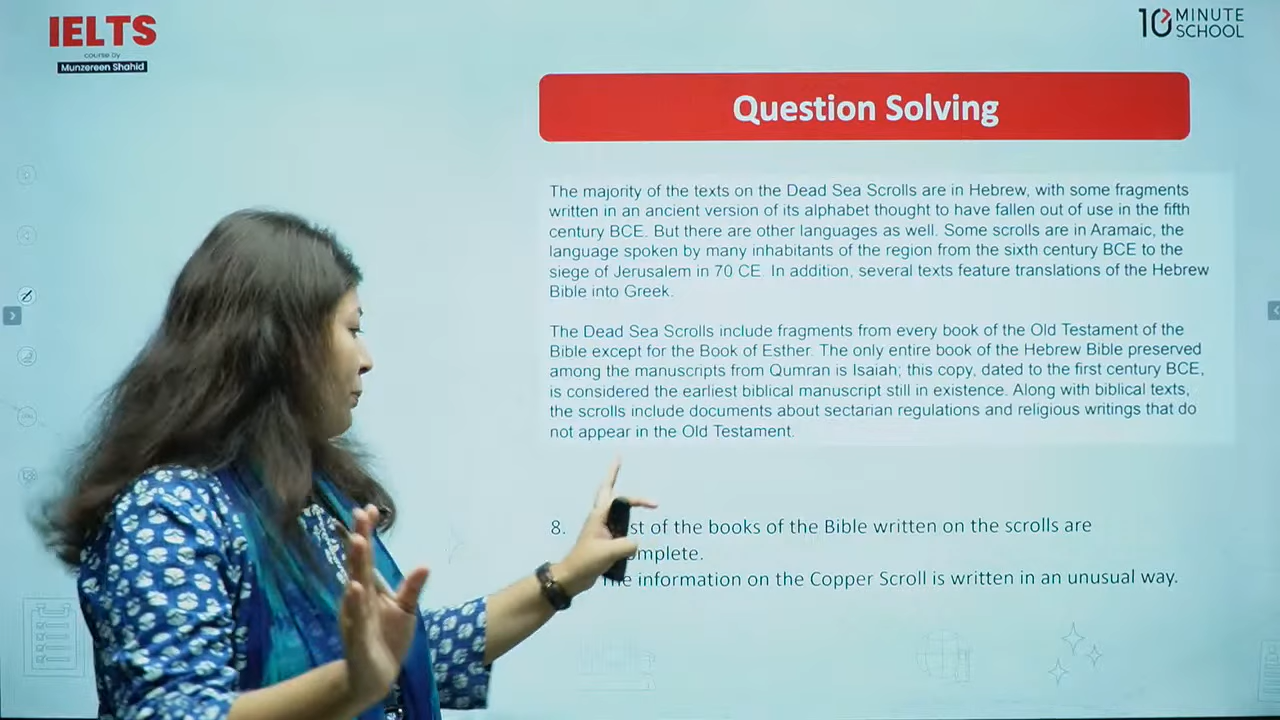 IELTS
course by
Munzereen Shahid
10 MINUTE
SCHOOL
Question Solving
The majority of the texts on the Dead Sea Scrolls are in Hebrew, with some fragments
written in an ancient version of its alphabet thought to have fallen out of use in the fifth
century BCE. But there are other languages as well. Some scrolls are in Aramaic, the
language spoken by many inhabitants of the region from the sixth century BCE to the
siege of Jerusalem in 70 CE. In addition, several texts feature translations of the Hebrew
Bible into Greek.
The Dead Sea Scrolls include fragments from every book of the Old Testament of the
Bible except for the Book of Esther. The only entire book of the Hebrew Bible preserved
among the manuscripts from Qumran is Isaiah; this copy, dated to the first century BCE,
is considered the earliest biblical manuscript still in existence. Along with biblical texts,
the scrolls include documents about sectarian regulations and religious writings that do
not appear in the Old Testament.
8. of the books of the Bible written on the scrolls are
information on the Copper Scroll is written in an unusual way.